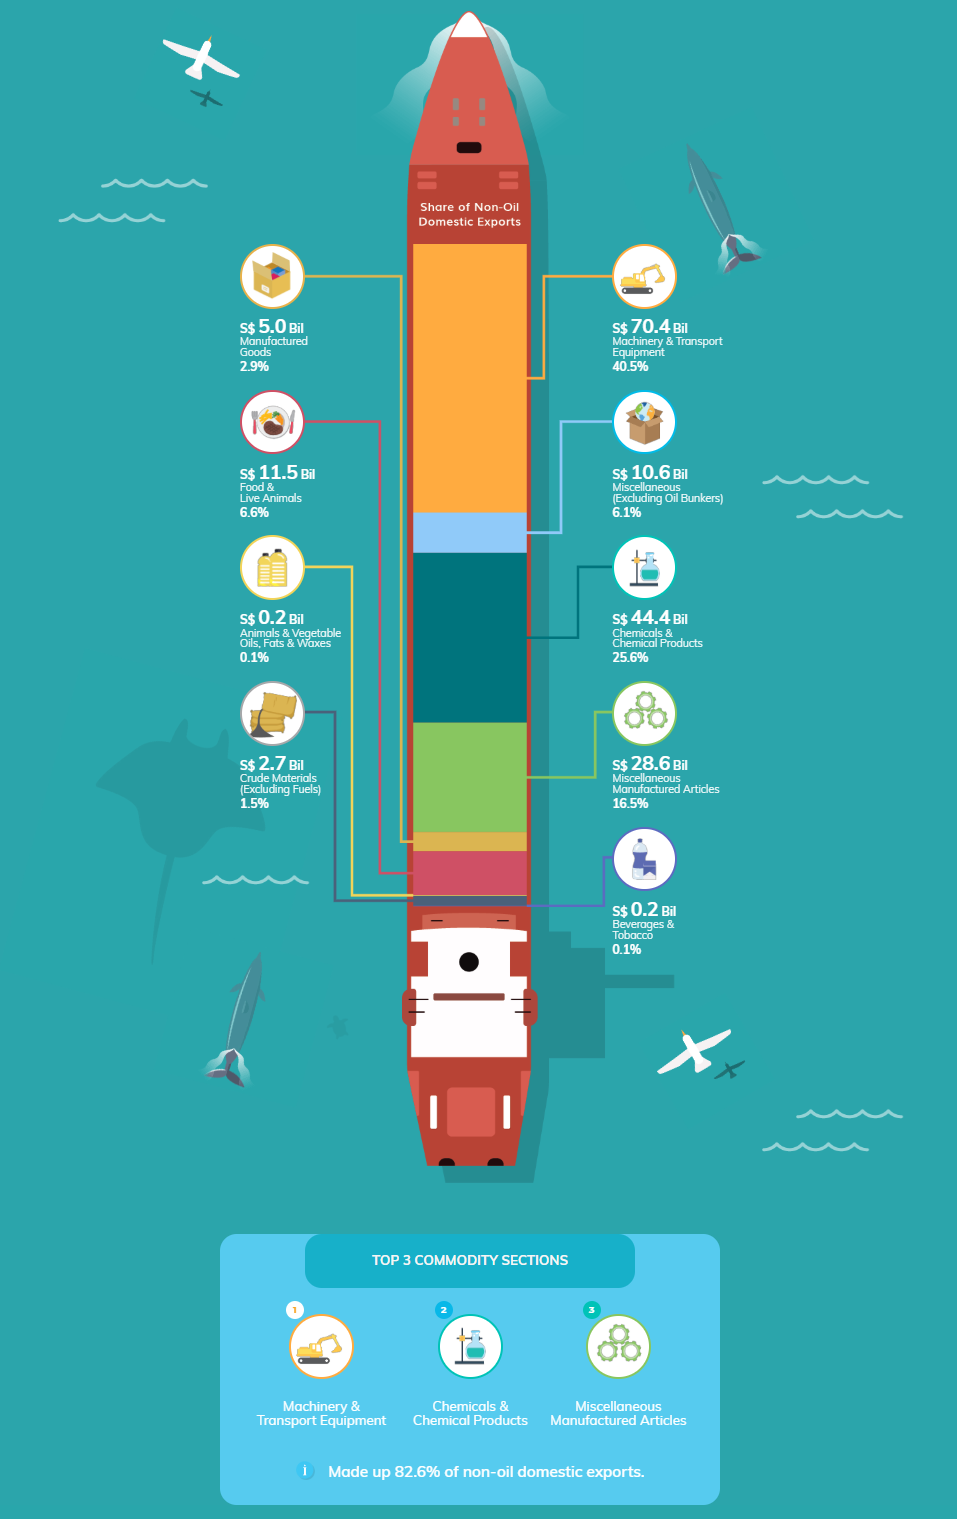 Share of Non-Oil
Domestic Exports
S$ 5.0 Bil
Manufactured
Goods
2.9%
S$ 11.5 Bil
Food &
Live Animals
6.6%
S$ 0.2 Bil
Animals & Vegetable
Oils, Fats & Waxes
0.1%
S$ 2.7 Bil
Crude Materials
(Excluding Fuels)
1.5%
S$ 70.4 Bil
Machinery & Transport
Equipment
40.5%
S$ 10.6 Bil
Miscellaneous
(Excluding Oil Bunkers)
6.1%
S$ 44.4 Bil
Chemicals &
Chemical Products
25.6%
S$ 28.6 Bil
Miscellaneous
Manufactured Articles
16.5%
S$ 0.2 Bil
Beverages &
Tobacco
0.1%
TOP 3 COMMODITY SECTIONS
1
Machinery &
Transport Equipment
2
Chemicals &
Chemical Products
3
Miscellaneous
Manufactured Articles
i Made up 82.6% of non-oil domestic exports.